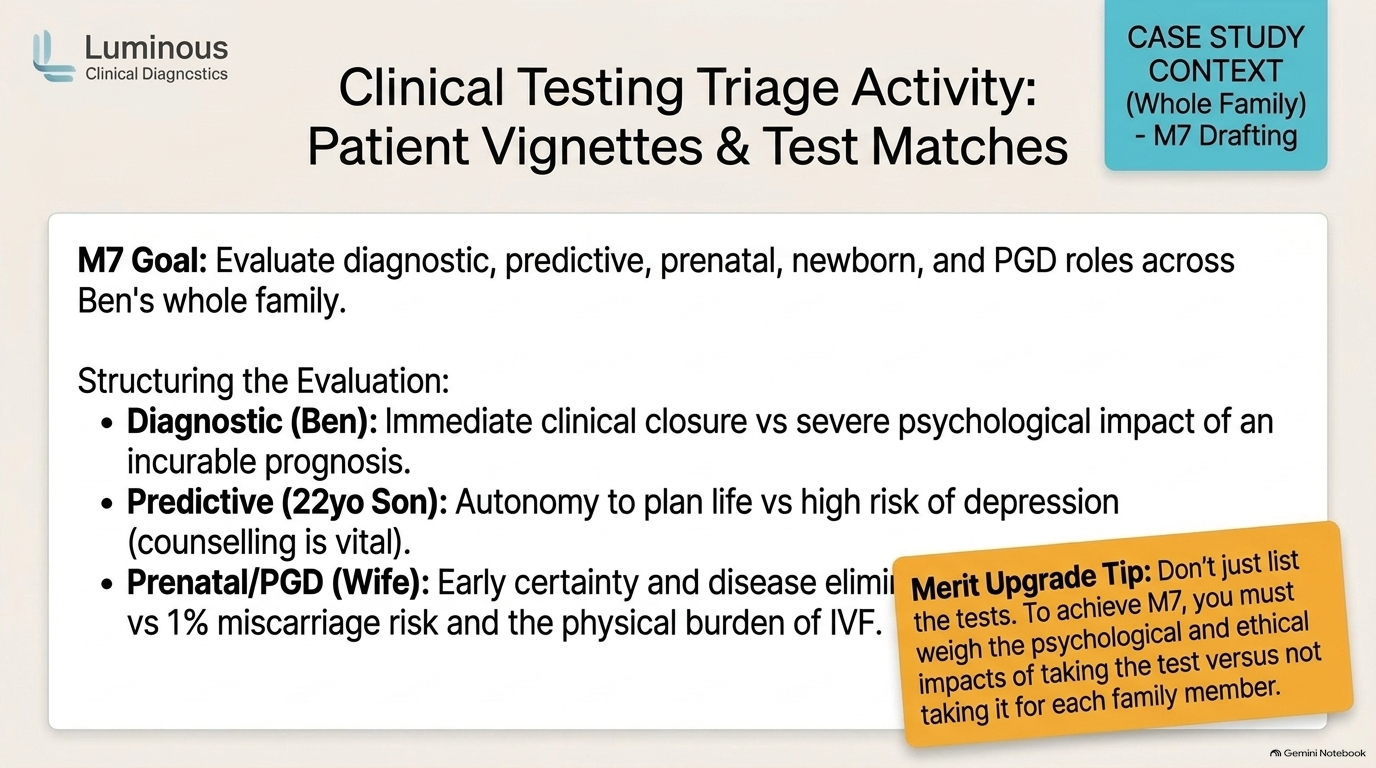 Luminous
Clinical Diagncstics
Clinical Testing Triage Activity:
Patient Vignettes & Test Matches
CASE STUDY
CONTEXT
(Whole Family)
- M7 Drafting
M7 Goal: Evaluate diagnostic, predictive, prenatal, newborn, and PGD roles across
Ben's whole family.
Structuring the Evaluation:
• Diagnostic (Ben): Immediate clinical closure vs severe psychological impact of an
incurable prognosis.
• Predictive (22yo Son): Autonomy to plan life vs high risk of depression
(counselling is vital).
• Prenatal/PGD (Wife): Early certainty and disease
vs 1% miscarriage risk and the physical burden of IVF.
Merit Upgrade Tip: Don't just list
the tests. To achieve M7, you must
weigh the psychological and ethical
impacts of taking the test versus not
taking it for each family member.
Gemini Notebook